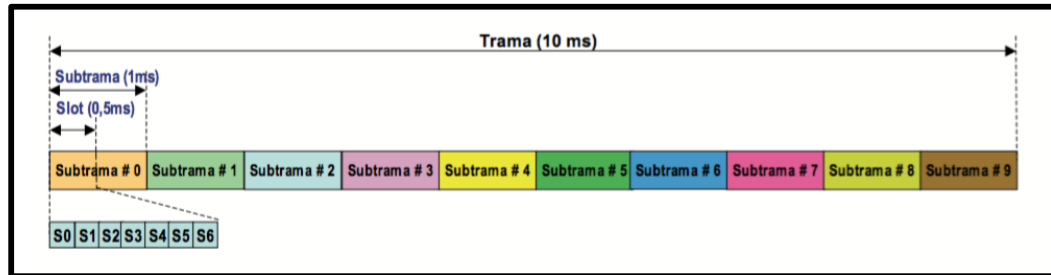 Trama (10 ms)
Subtrama (1ms)
Slot (0,5ms)
Subtrama # 0 Subtrama # 1 Subtrama # 2 Subtrama # 3 Subtrama # 4 Subtrama # 5 Subtrama # 6 Subtrama # 7 Subtrama # 8 Subtrama # 9
S0 S1 S2 S3 S4 S5 S6